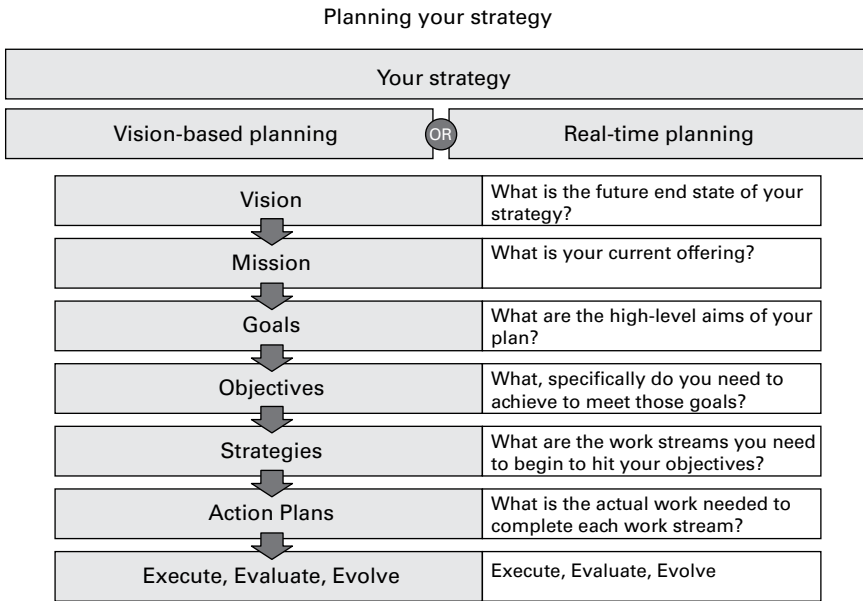 Planning your strategy
Your strategy
Vision-based planning
OR
Real-time planning
Vision
What is the future end state of your
strategy?
Mission
What is your current offering?
Goals
What are the high-level aims of your
plan?
Objectives
What, specifically do you need to
achieve to meet those goals?
Strategies
What are the work streams you need
to begin to hit your objectives?
Action Plans
What is the actual work needed to
complete each work stream?
Execute, Evaluate, Evolve
Execute, Evaluate, Evolve